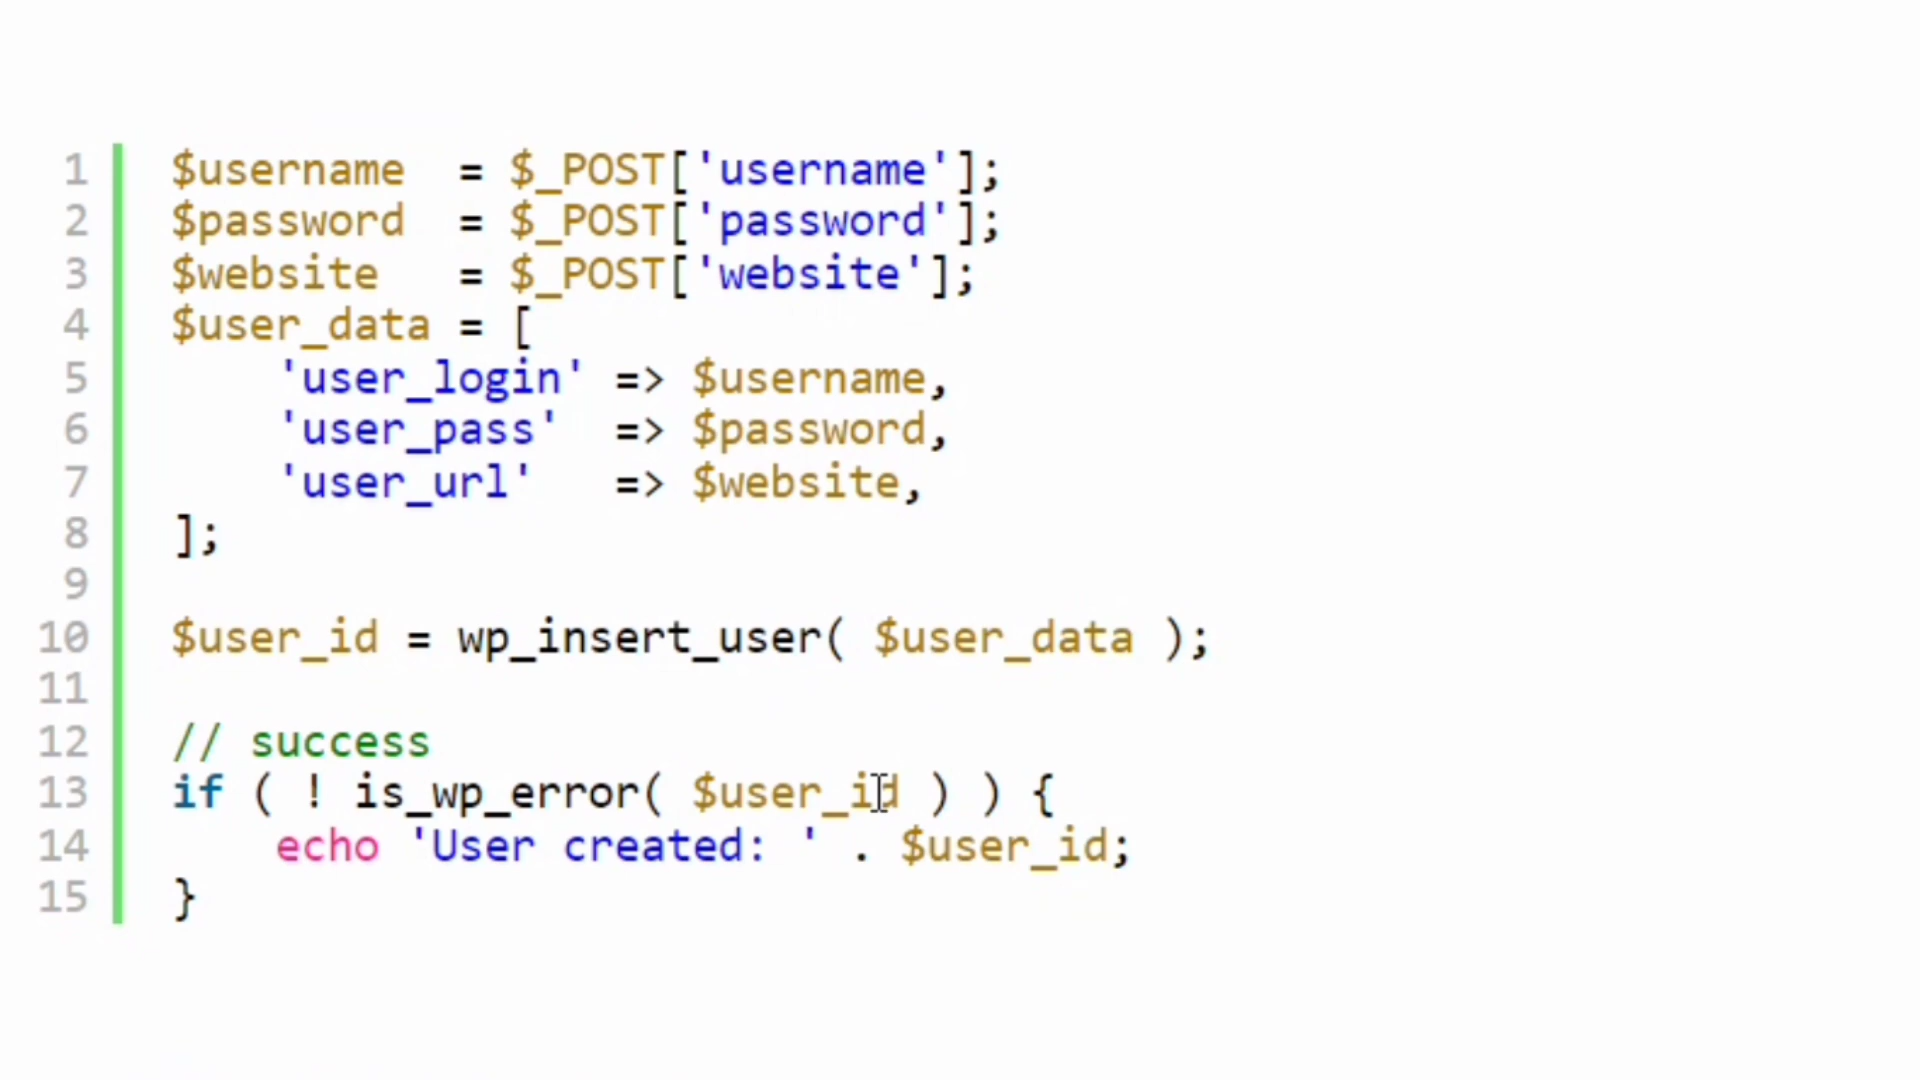 1 $username  = $_POST['username'];
2 $password  = $_POST['password'];
3 $website   = $_POST['website'];
4 $user_data = [
5     'user_login' => $username,
6     'user_pass'  => $password,
7     'user_url'   => $website,
8 ];
9
10 $user_id = wp_insert_user( $user_data );
11
12 // success
13 if ( ! is_wp_error( $user_id ) ) {
14     echo 'User created: ' . $user_id;
15 }